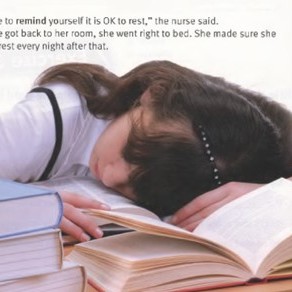 e to remind yourself it is OK to rest," the nurse said.
e got back to her room, she went right to bed. She made sure she
rest every night after that.